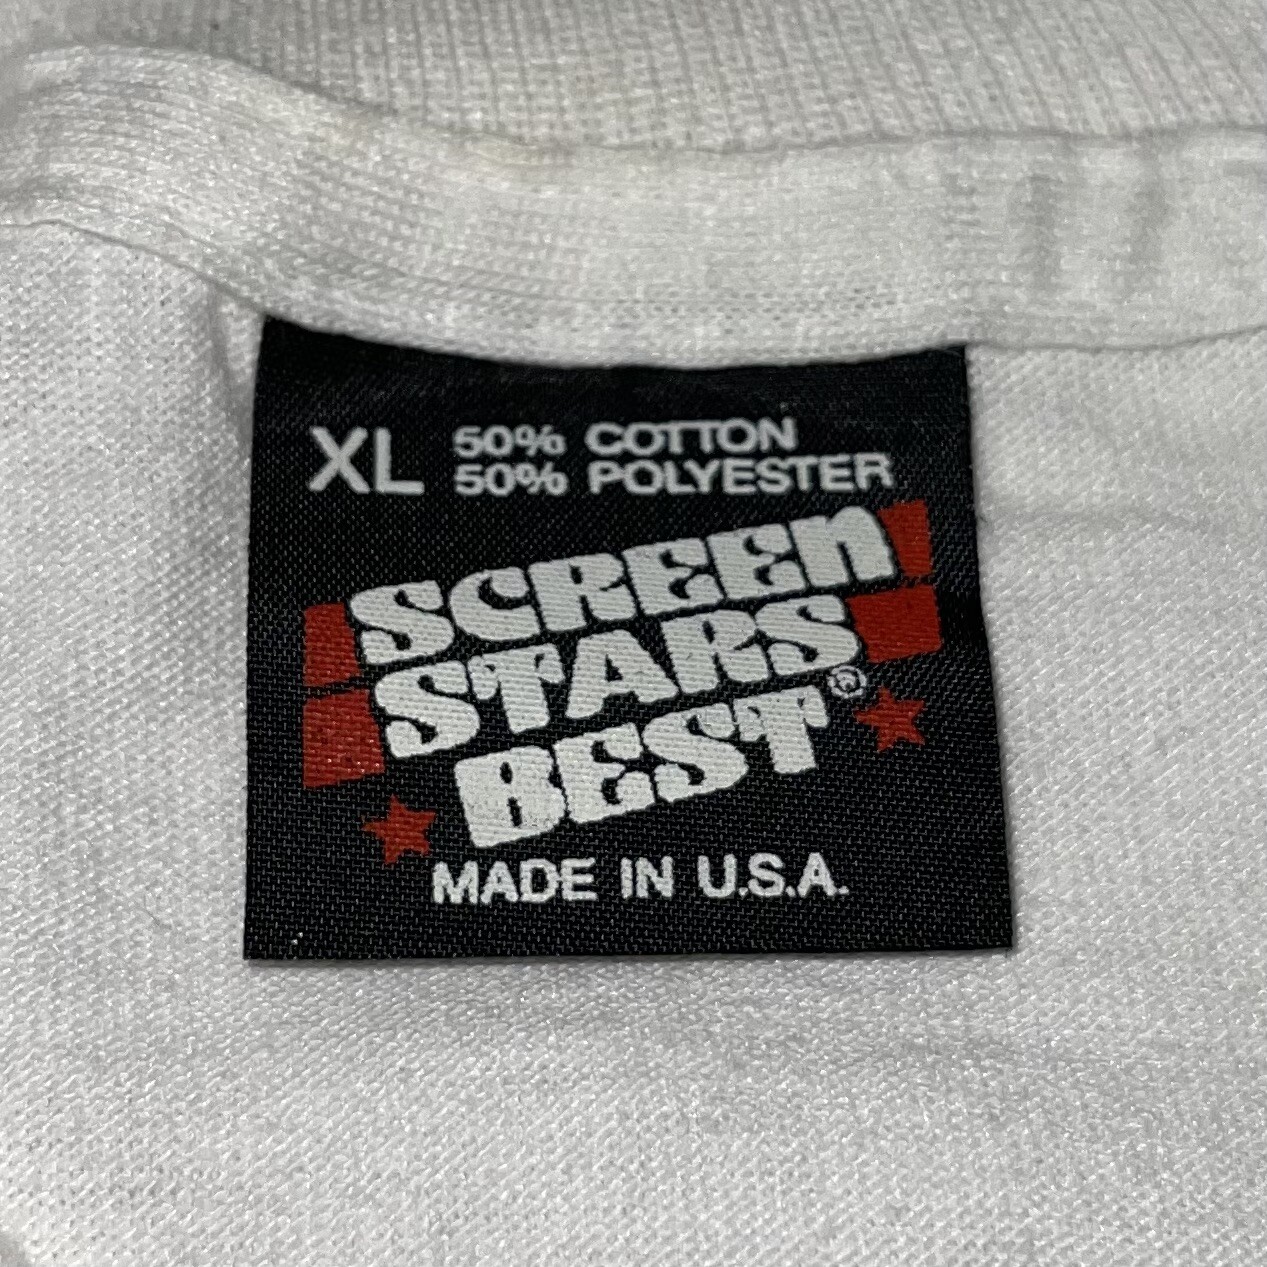 XL
50% COTTON
50% POLYESTER
SCREEN
STARS
BEST®
MADE IN U.S.A.